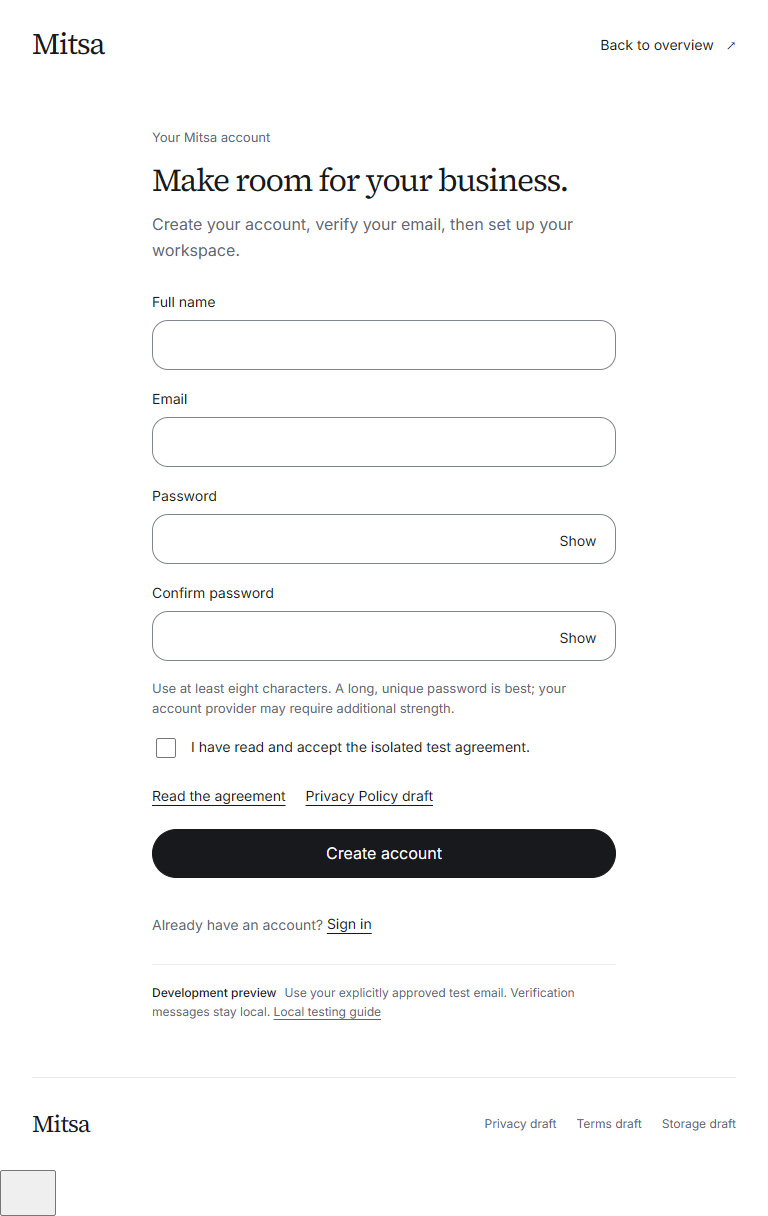 Mitsa
Back to overview ↗
Your Mitsa account
Make room for your business.
Create your account, verify your email, then set up your
workspace.
Full name
Email
Password
Show
Confirm password
Show
Use at least eight characters. A long, unique password is best; your
account provider may require additional strength.
I have read and accept the isolated test agreement.
Read the agreement Privacy Policy draft
Create account
Already have an account? Sign in
Development preview Use your explicitly approved test email. Verification
messages stay local. Local testing guide
Mitsa
Privacy draft Terms draft Storage draft